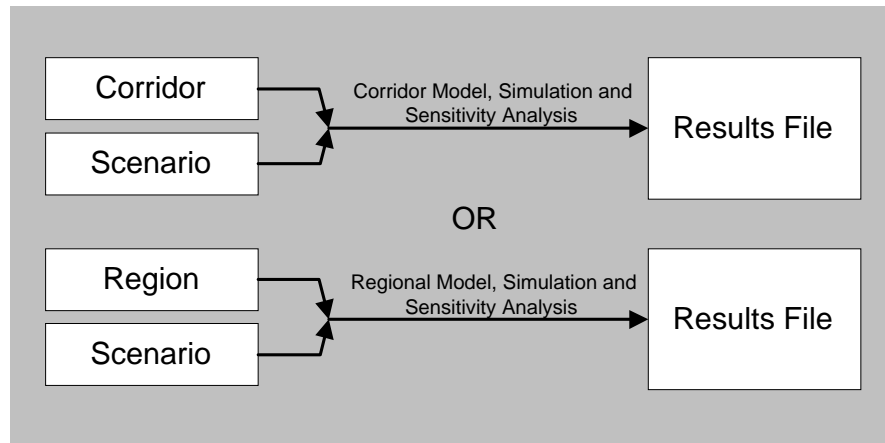 Corridor
Scenario
Corridor Model, Simulation and
Sensitivity Analysis
Results File
OR
Region
Scenario
Regional Model, Simulation and
Sensitivity Analysis
Results File